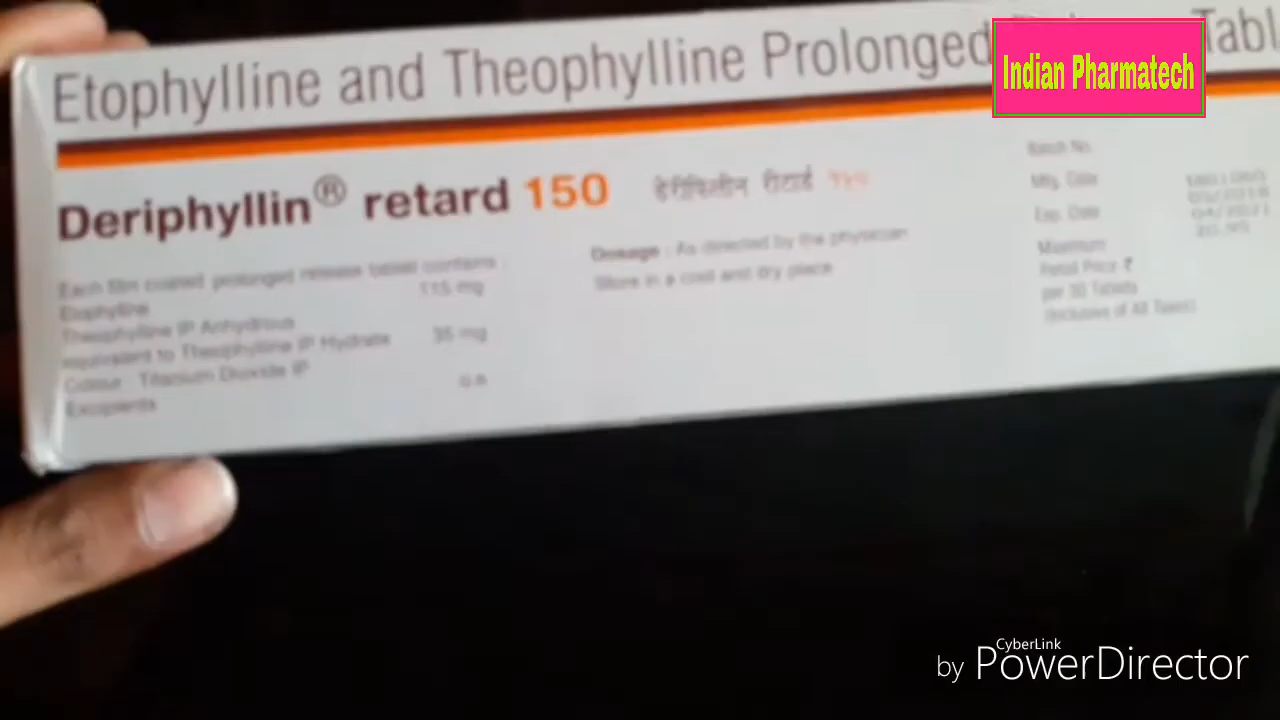 Etophylline and Theophylline Prolonged Tabl
Indian Pharmatech
Deriphyllin® retard 150 डेरीफिलीन रीटार्ड १५०
Each film coated prolonged release tablet contains :
Etophylline 115 mg
Theophylline IP Anhydrous
equivalent to Theophylline IP Hydrate 35 mg
Colour : Titanium Dioxide IP
Excipients q.s.
Dosage : As directed by the physician
Store in a cool and dry place
Batch No.
Mfg. Date
Exp. Date
Maximum
Retail Price ₹
per 30 Tablets
(Inclusive of All Taxes)
CyberLink
by PowerDirector